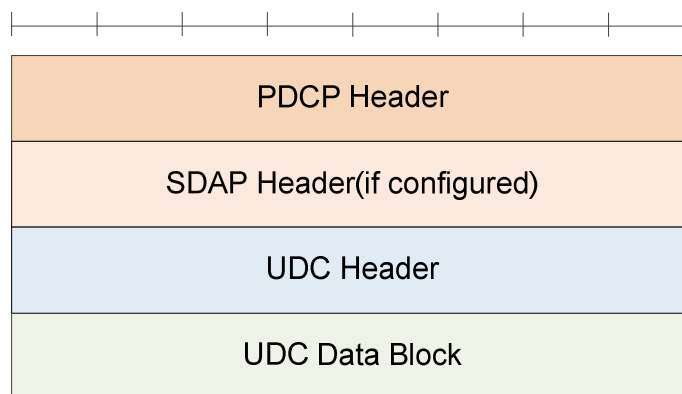 PDCP Header
SDAP Header(if configured)
UDC Header
UDC Data Block